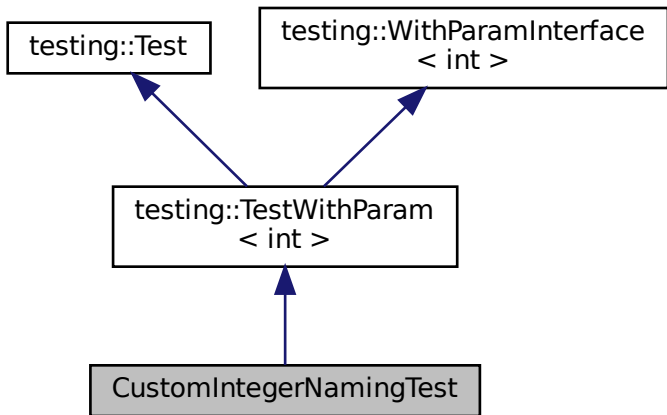 testing::Test
testing::WithParamInterface
< int >
testing::TestWithParam
< int >
CustomIntegerNamingTest